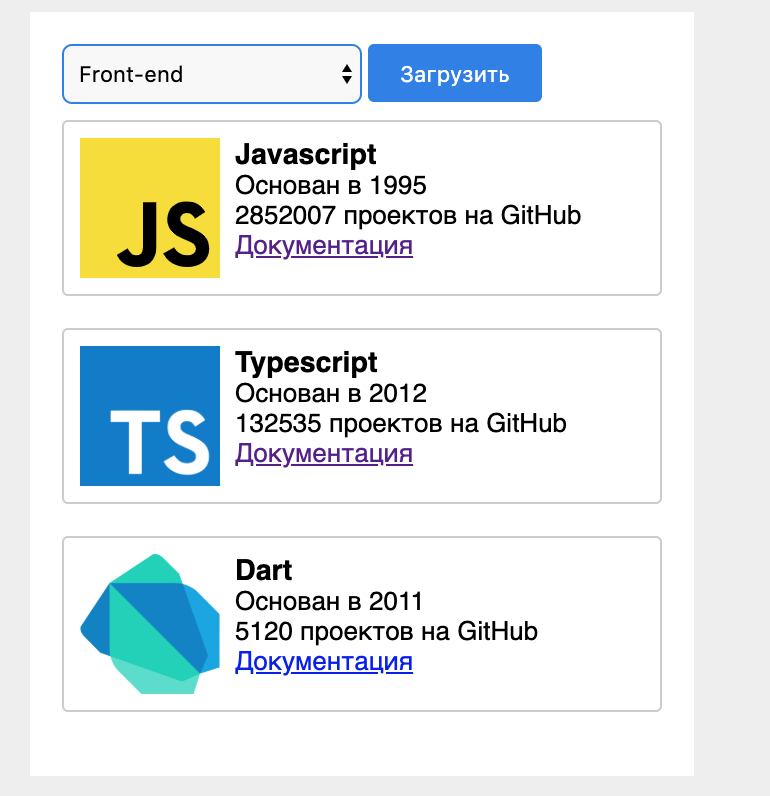 Front-end
Загрузить
JS
Javascript
Основан в 1995
2852007 проектов на GitHub
Документация
TS
Typescript
Основан в 2012
132535 проектов на GitHub
Документация
Dart
Основан в 2011
5120 проектов на GitHub
Документация